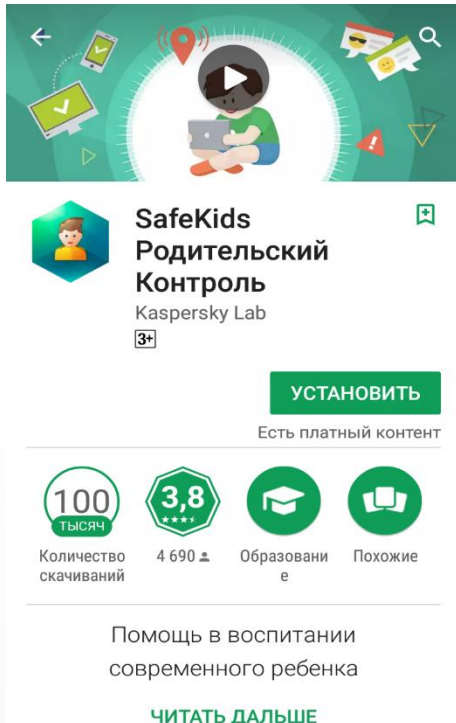 SafeKids
Родительский
Контроль
Kaspersky Lab
3+
УСТАНОВИТЬ
Есть платный контент
100
ТЫСЯЧ
Количество
скачиваний
3,8
4 690
Образовани
е
Похожие
Помощь в воспитании
современного ребенка
ЧИТАТЬ ДАЛЬШЕ